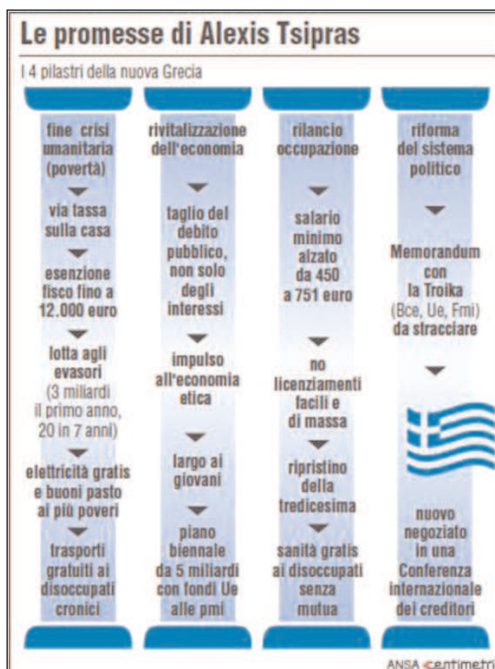 Le promesse di Alexis Tsipras
I 4 pilastri della nuova Grecia
fine crisi
umanitaria
(povertà)
via tassa
sulla casa
esenzione
fisco fino a
12.000 euro
lotta agli
evasori
(3 miliardi
il primo anno,
20 in 7 anni)
elettricità gratis
e buoni pasto
ai più poveri
trasporti
gratuiti ai
disoccupati
cronici
rivitalizzazione
dell'economia
taglio del
debito
pubblico,
non solo
degli
interessi
impulso
all'economia
etica
largo ai
giovani
piano
biennale
da 5 miliardi
con fondi Ue
alle pmi
rilancio
occupazione
salario
minimo
alzato
da 450
a 751 euro
no
licenziamenti
facili e
di massa
ripristino
della
tredicesima
sanità gratis
ai disoccupati
senza
mutua
riforma
del sistema
politico
Memorandum
con
la Troika
(Bce, Ue, Fmi)
da stracciare
nuovo
negoziato
in una
Conferenza
internazionale
dei creditori
ANSA centimetri